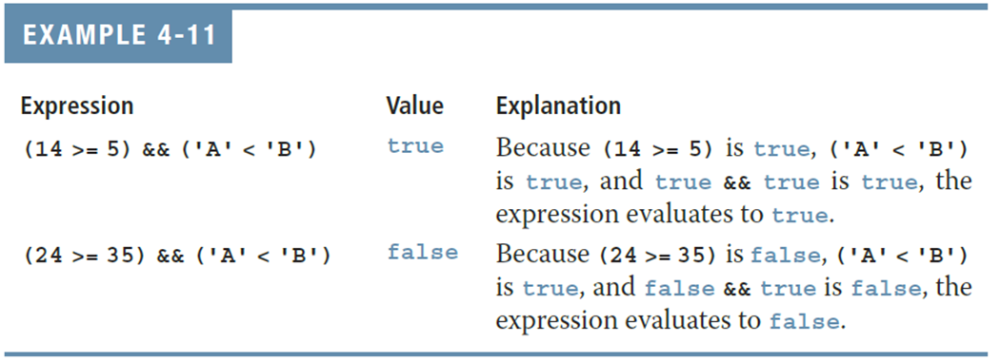 EXAMPLE 4-11
Expression Value Explanation
(14 >= 5) && ('A' < 'B') true Because (14 >= 5) is true, ('A' < 'B')
is true, and true && true is true, the
expression evaluates to true.
(24 >= 35) && ('A' < 'B') false Because (24 >= 35) is false, ('A' < 'B')
is true, and false && true is false, the
expression evaluates to false.